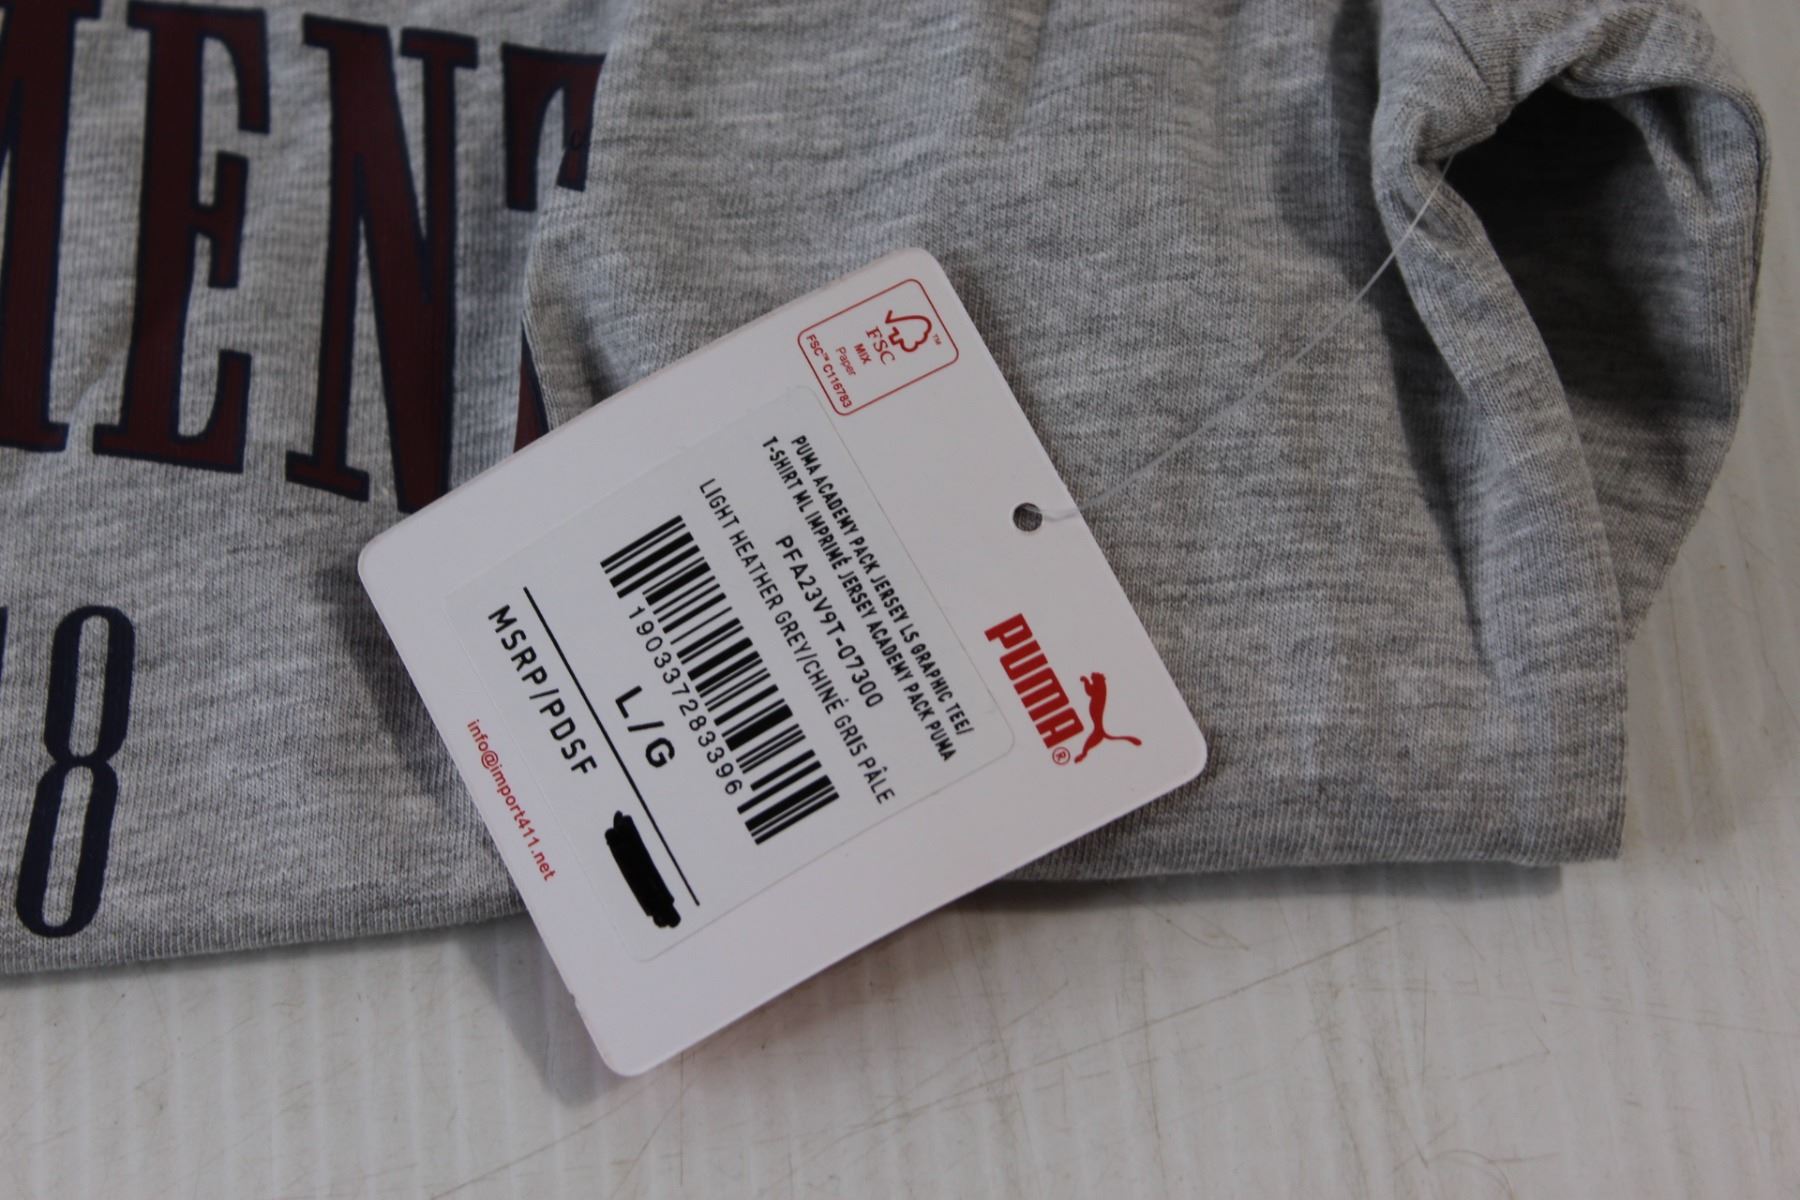 MENT
8
FSC
MIX
Paper
FSC™ C116783
PUMA®
PUMA ACADEMY PACK JERSEY LS GRAPHIC TEE/
T-SHIRT ML IMPRIMÉ JERSEY ACADEMY PACK PUMA
PFA23V9T-07300
LIGHT HEATHER GREY/CHINÉ GRIS PÂLE
190337283396
L/G
MSRP/PDSF
info@import411.net